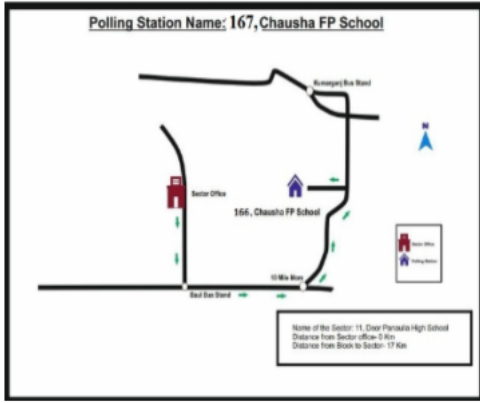 Polling Station Name: 167, Chausha FP School
Kumarganj Bus Stand
N
Sector Office
166, Chausha FP School
Sector Office
Polling Station
10 Mile More
Baul Bus Stand
Name of the Sector: 11, Deor Panaulla High School
Distance from Sector office- 0 Km
Distance from Block to Sector- 17 Km